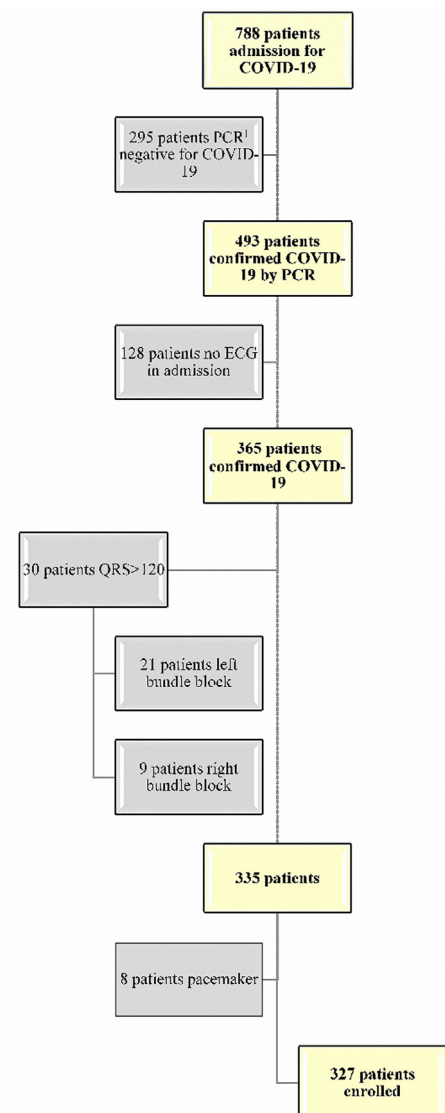 788 patients
admission for
COVID-19
295 patients PCR¹
negative for COVID-
19
493 patients
confirmed COVID-
19 by PCR
128 patients no ECG
in admission
365 patients
confirmed COVID-
19
30 patients QRS>120
21 patients left
bundle block
9 patients right
bundle block
335 patients
8 patients pacemaker
327 patients
enrolled